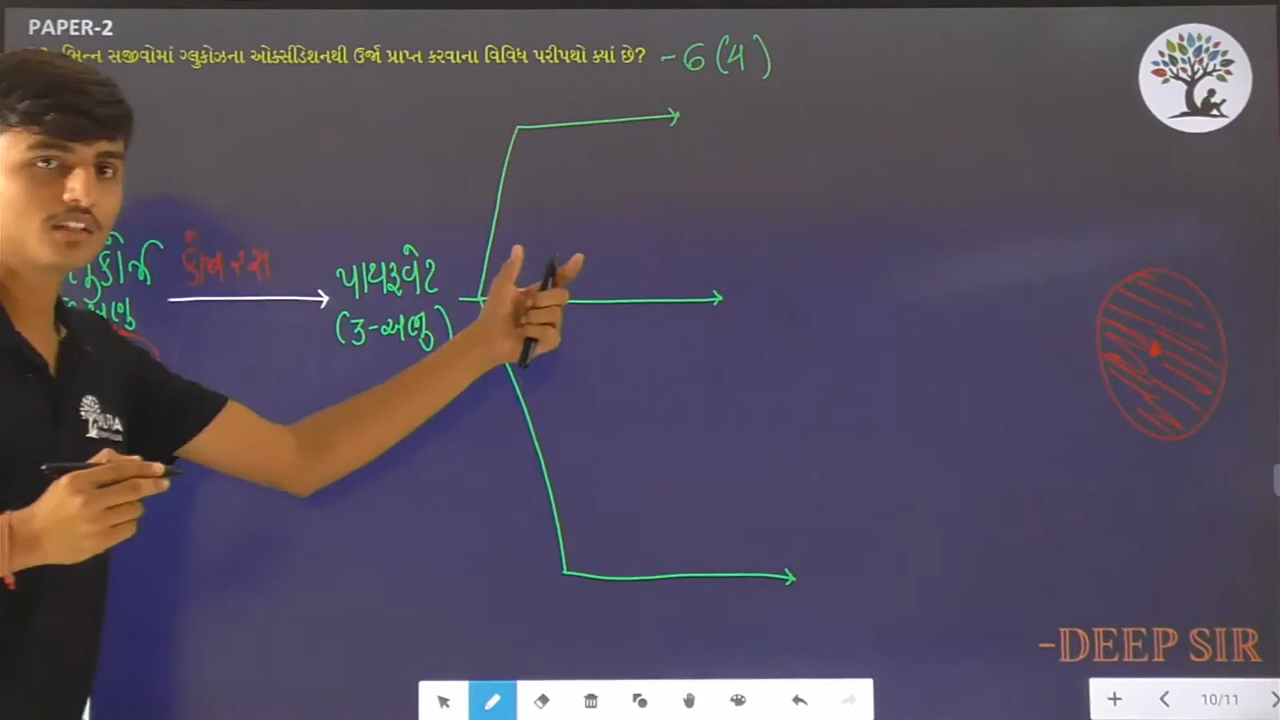 PAPER-2
ભિન્ન સજીવોમાં ગ્લુકોઝના ઓક્સીડેશનથી ઉર્જા પ્રાપ્ત કરવાના વિવિધ પરીપથો ક્યાં છે? - 6 (4)
કોષરસ
પાયરૂવેટ
(3-અણુ)
-DEEP SIR
10/11